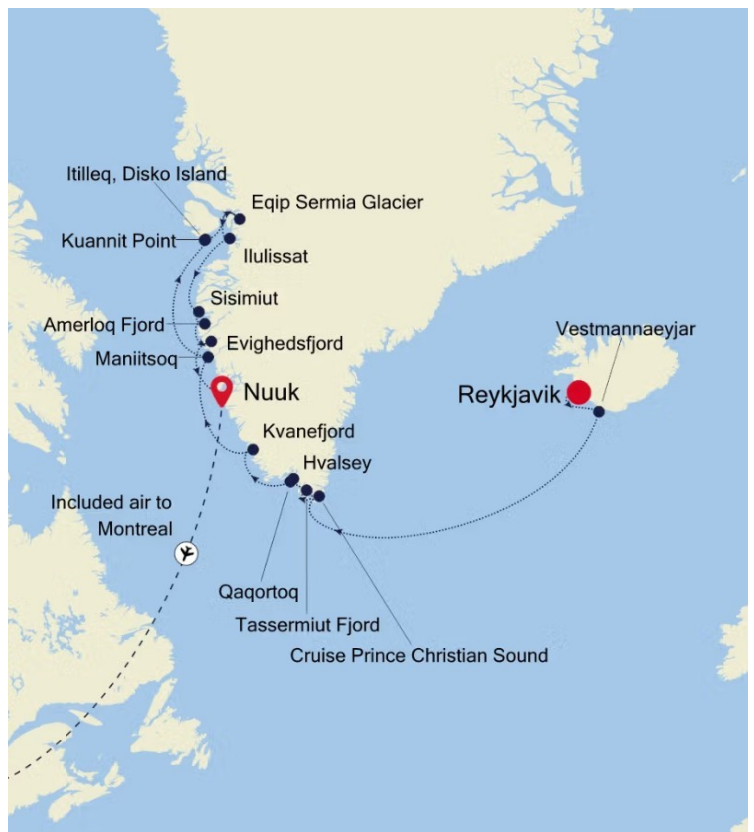 Itilleq, Disko Island
Eqip Sermia Glacier
Kuannit Point
Ilulissat
Sisimiut
Amerloq Fjord
Vestmannaeyjar
Evighedsfjord
Maniitsoq
Nuuk
Reykjavik
Kvanefjord
Hvalsey
Included air to
Montreal
Qaqortoq
Tassermiut Fjord
Cruise Prince Christian Sound